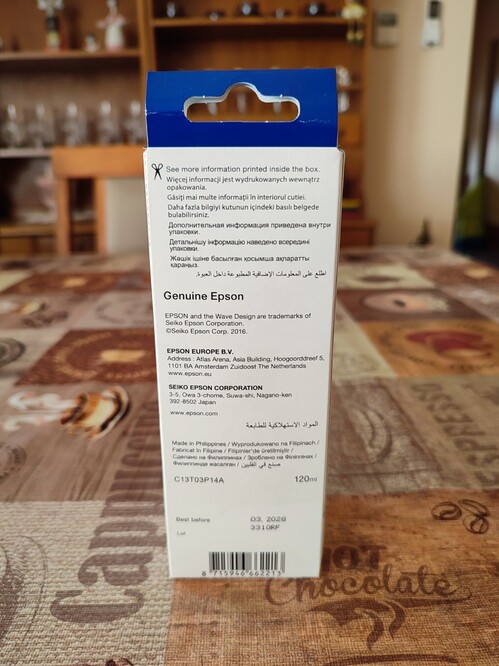 See more information printed inside the box.
Więcej informacji jest wydrukowanych wewnątrz
opakowania.
Găsiți mai multe informații în interiorul cutiei.
Daha fazla bilgiyi kutunun içindeki basılı belgede
bulabilirsiniz.
Дополнительная информация приведена внутри
упаковки.
Детальнішу інформацію наведено всередині
упаковки.
Жәшік ішіне басылған қосымша ақпаратты
қараңыз.
اطلع على المعلومات الإضافية المطبوعة داخل العبوة.
Genuine Epson
EPSON and the Wave Design are trademarks of
Seiko Epson Corporation.
©Seiko Epson Corp. 2016.
EPSON EUROPE B.V.
Address : Atlas Arena, Asia Building, Hoogoorddreef 5,
1101 BA Amsterdam Zuidoost The Netherlands
www.epson.eu
SEIKO EPSON CORPORATION
3-5, Owa 3-chome, Suwa-shi, Nagano-ken
392-8502 Japan
www.epson.com
المواد الاستهلاكية للطابعة
Made in Philippines / Wyprodukowano na Filipinach /
Fabricat în Filipine / Filipinler'de üretilmiştir /
Сделано на Филиппинах / Зроблено на Філіппінах /
Филиппинде жасалған / صنع في الفلبين
C13T03P14A 120ml
Best before 03. 2028
Lot 3310RF
8 715946 662213
HOT
Chocolate
Cappuccino